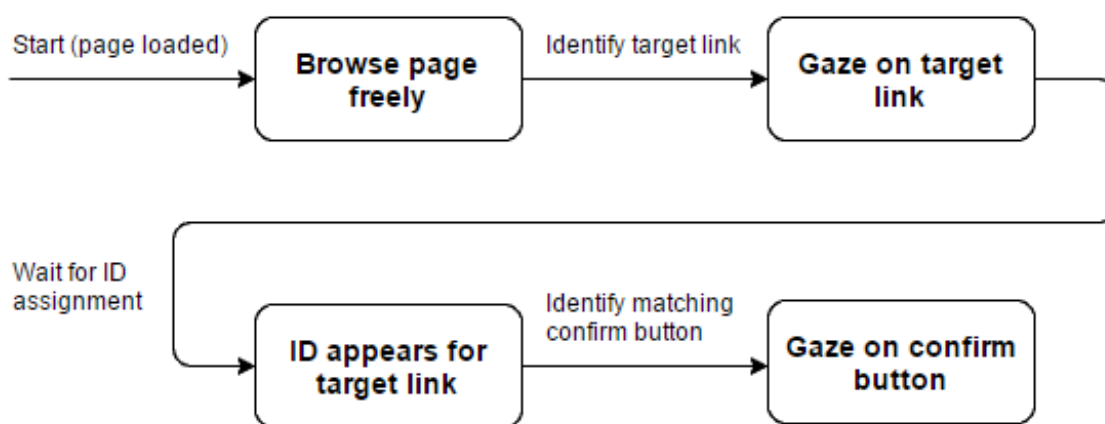 Start (page loaded)
Browse page
freely
Identify target link
Gaze on target
link
Wait for ID
assignment
ID appears for
target link
Identify matching
confirm button
Gaze on confirm
button